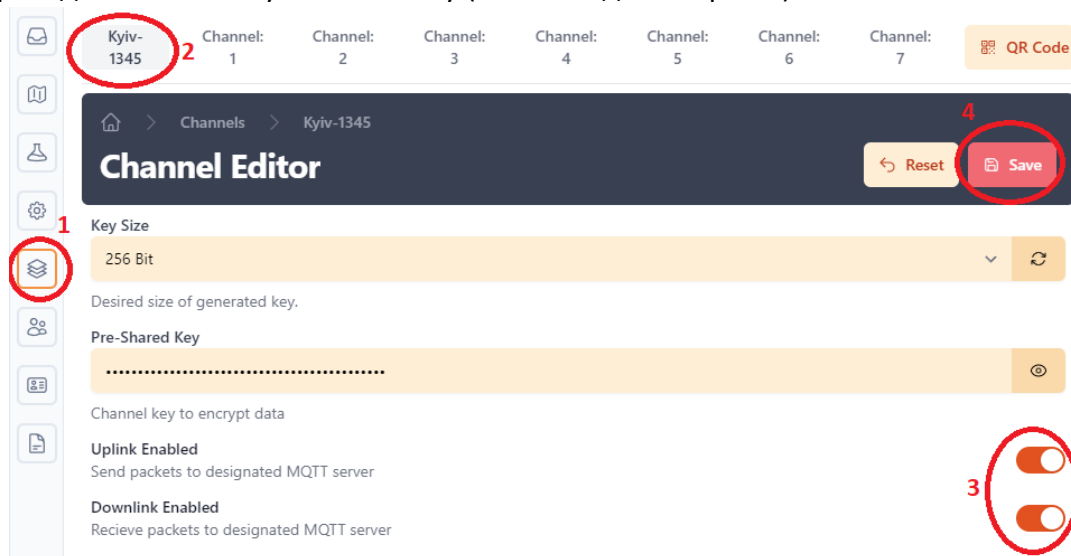 Kyiv-
1345
2
Channel:
1
Channel:
2
Channel:
3
Channel:
4
Channel:
5
Channel:
6
Channel:
7
QR Code
Channels > Kyiv-1345
4
Channel Editor
Reset
Save
1
Key Size
256 Bit
Desired size of generated key.
Pre-Shared Key
••••••••••••••••••••••••••••••••••••••••••••
Channel key to encrypt data
Uplink Enabled
Send packets to designated MQTT server
3
Downlink Enabled
Recieve packets to designated MQTT server